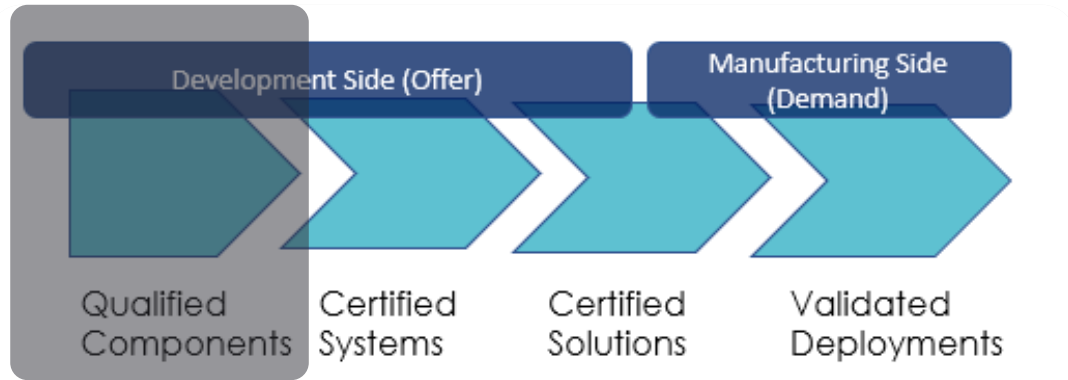 Development Side (Offer)
Manufacturing Side
(Demand)
Qualified
Components
Certified
Systems
Certified
Solutions
Validated
Deployments